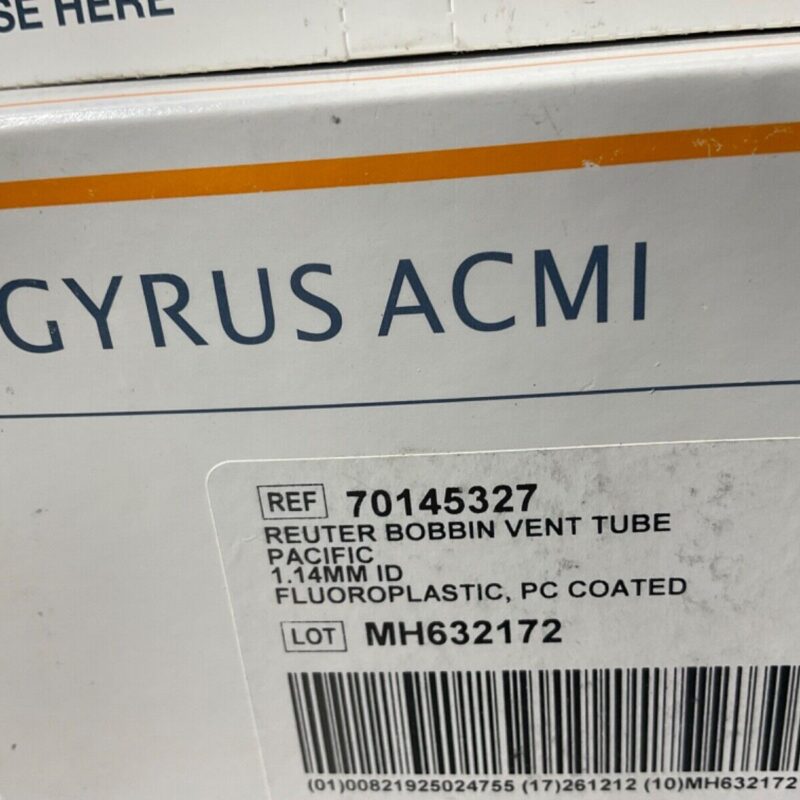 SE HERE
GYRUS ACMI
REF 70145327
REUTER BOBBIN VENT TUBE
PACIFIC
1.14MM ID
FLUOROPLASTIC, PC COATED
LOT MH632172
(01)00821925024755 (17)261212 (10)MH632172